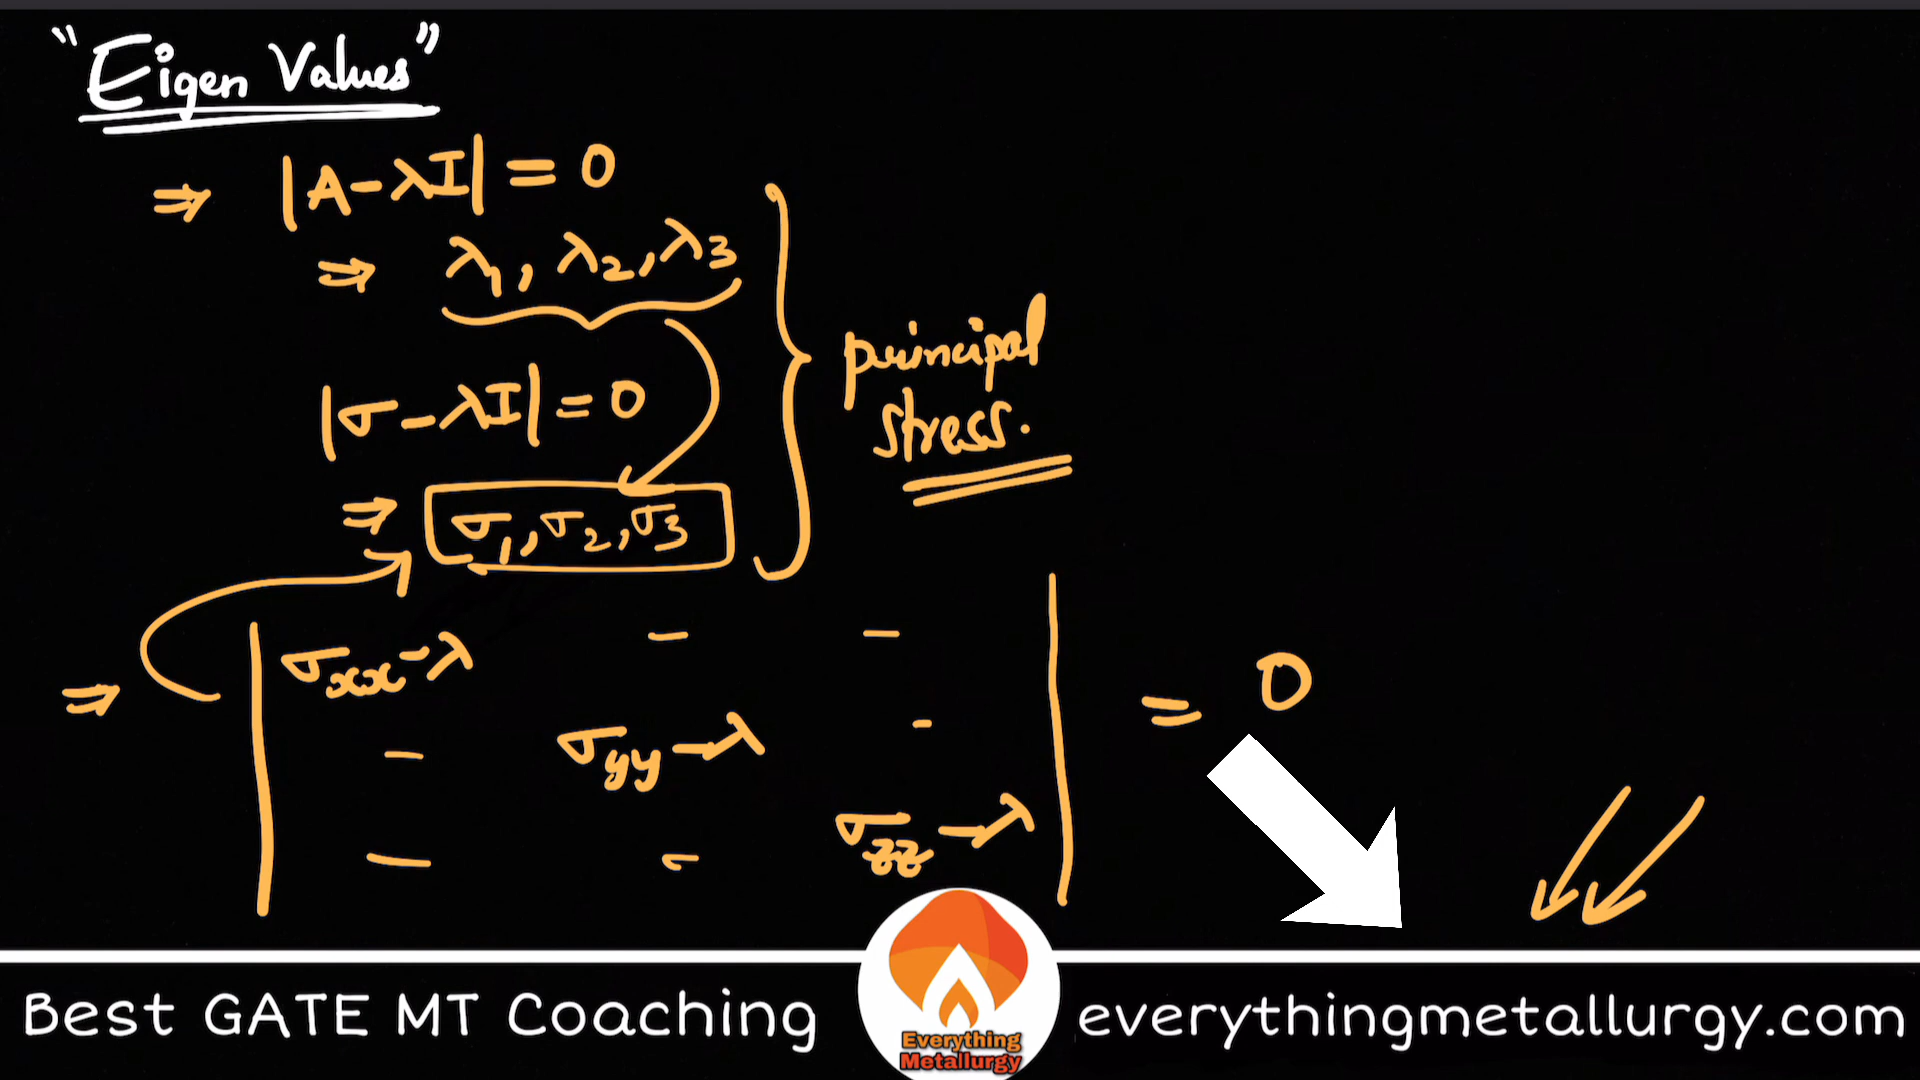 "Eigen Values"
⇒ |A-λI| = 0
⇒ λ1, λ2, λ3
|σ-λI| = 0
⇒ σ1, σ2, σ3
principal
stress.
⇒ | σxx-λ - - |
| - σyy-λ - | = 0
| - - σzz-λ |
Best GATE MT Coaching
Everything
Metallurgy
everythingmetallurgy.com